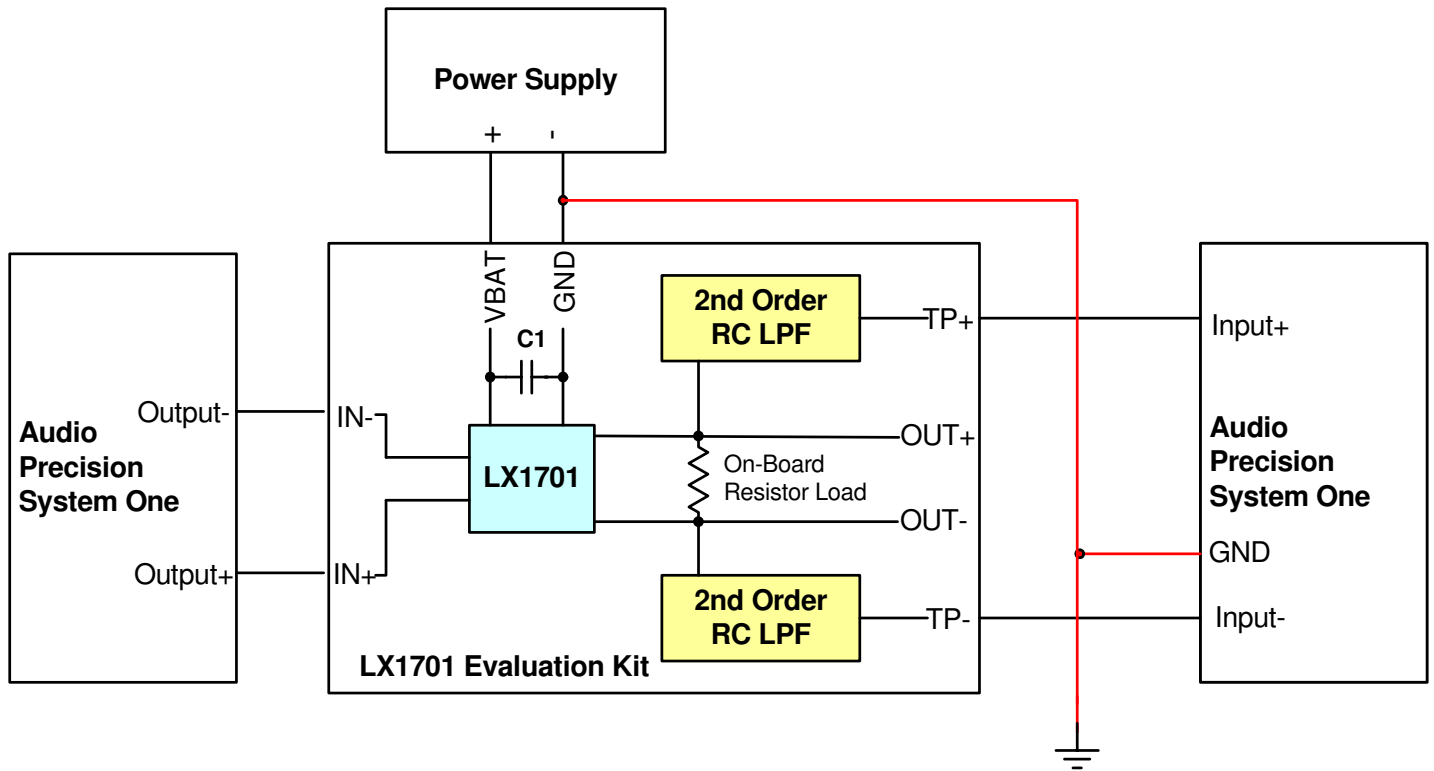 Power Supply
+ -
VBAT
GND
C1
2nd Order
RC LPF
TP+
Input+
Output-
IN-
OUT+
Audio
Precision
System One
LX1701
On-Board
Resistor Load
Audio
Precision
System One
OUT-
GND
Output+
IN+
2nd Order
RC LPF
TP-
Input-
LX1701 Evaluation Kit